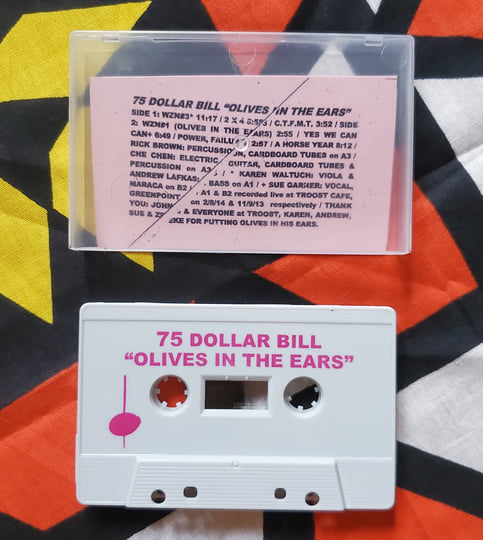 75 DOLLAR BILL "OLIVES IN THE EARS"
SIDE 1: WZN#3* 11:17 / 2 X 4 / C.T.F.M.T. 3:52 / SIDE
2: WZN#1 (OLIVES IN THE EARS) 2:55 / YES WE CAN
CAN+ 6:49 / POWER, 2:57 / A HORSE YEAR 8:12 /
RICK BROWN: PERCUSSION, CARDBOARD TUBES on A3 /
CHE CHEN: ELECTRIC GUITAR, CARDBOARD TUBES &
PERCUSSION on / * KAREN WALTUCH: VIOLA &
ANDREW BASS on A1 / + SUE GARNER: VOCAL,
MARACA on B2 / A1 & B2 recorded live at TROOST CAFE,
GREENPOINT on 2/8/14 & 11/9/13 respectively / THANK
YOU: & EVERYONE at TROOST, KAREN, ANDREW,
SUE & FOR PUTTING OLIVES IN HIS EARS.
75 DOLLAR BILL
"OLIVES IN THE EARS"